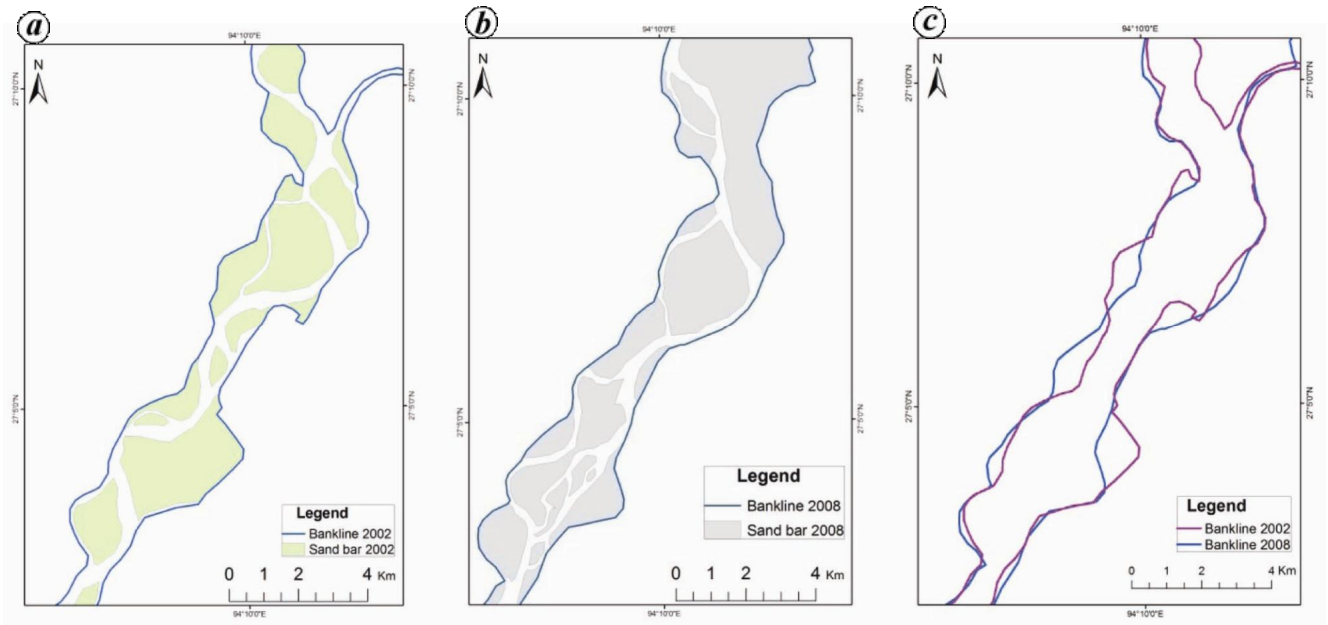 a
94°10'0"E
N
27°10'0"N
27°10'0"N
27°5'0"N
27°5'0"N
Legend
Bankline 2002
Sand bar 2002
0 1 2 4 Km
94°10'0"E
b
94°10'0"E
N
27°10'0"N
27°10'0"N
27°5'0"N
27°5'0"N
Legend
Bankline 2008
Sand bar 2008
0 1 2 4 Km
94°10'0"E
c
94°10'0"E
N
27°10'0"N
27°10'0"N
27°5'0"N
27°5'0"N
Legend
Bankline 2002
Bankline 2008
0 1 2 4 Km
94°10'0"E